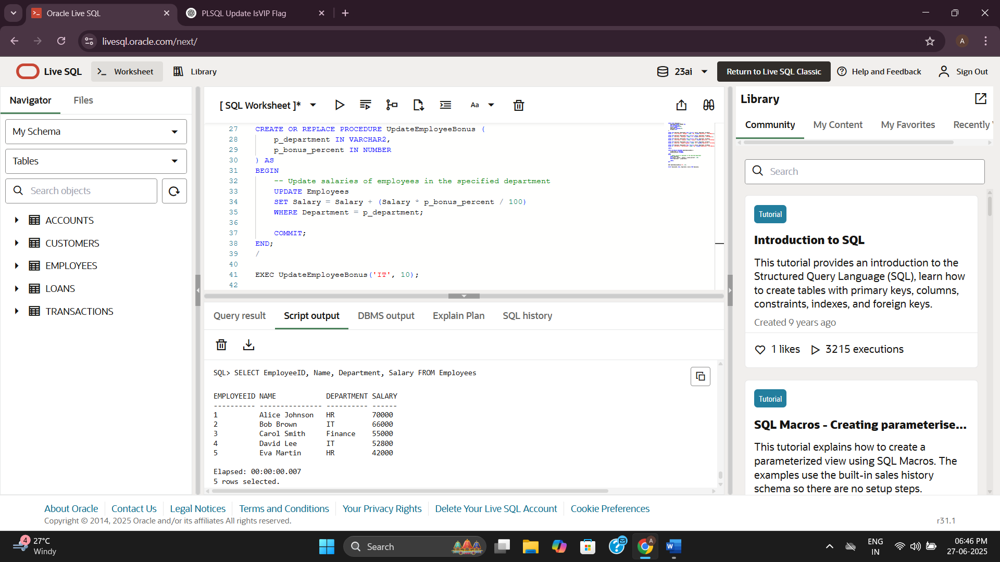 Oracle Live SQL
PLSQL Update IsVIP Flag
livesql.oracle.com/next/
A
Live SQL
Worksheet
Library
23ai
Return to Live SQL Classic
Help and Feedback
Sign Out
Navigator
Files
My Schema
Tables
Search objects
ACCOUNTS
CUSTOMERS
EMPLOYEES
LOANS
TRANSACTIONS
[ SQL Worksheet ]*
Aa
27 CREATE OR REPLACE PROCEDURE UpdateEmployeeBonus (
28 p_department IN VARCHAR2,
29 p_bonus_percent IN NUMBER
30 ) AS
31 BEGIN
32 -- Update salaries of employees in the specified department
33 UPDATE Employees
34 SET Salary = Salary + (Salary * p_bonus_percent / 100)
35 WHERE Department = p_department;
36
37 COMMIT;
38 END;
39 /
40
41 EXEC UpdateEmployeeBonus('IT', 10);
42
Query result
Script output
DBMS output
Explain Plan
SQL history
SQL> SELECT EmployeeID, Name, Department, Salary FROM Employees
EMPLOYEEID NAME            DEPARTMENT SALARY
---------- --------------- ---------- ------
1          Alice Johnson   HR         70000
2          Bob Brown       IT         66000
3          Carol Smith     Finance    55000
4          David Lee       IT         52800
5          Eva Martin      HR         42000
Elapsed: 00:00:00.007
5 rows selected.
Library
Community
My Content
My Favorites
Recently
Search
Tutorial
Introduction to SQL
This tutorial provides an introduction to the
Structured Query Language (SQL), learn how
to create tables with primary keys, columns,
constraints, indexes, and foreign keys.
Created 9 years ago
1 likes
3215 executions
Tutorial
SQL Macros - Creating parameterise...
This tutorial explains how to create a
parameterized view using SQL Macros. The
examples use the built-in sales history
schema so there are no setup steps.
About Oracle
Contact Us
Legal Notices
Terms and Conditions
Your Privacy Rights
Delete Your Live SQL Account
Cookie Preferences
Copyright © 2014, 2025 Oracle and/or its affiliates All rights reserved.
r31.1
4
27°C
Windy
Search
A
ENG
IN
06:46 PM
27-06-2025